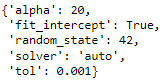 {'alpha': 20,
'fit_intercept': True,
'random_state': 42,
'solver': 'auto',
'tol': 0.001}